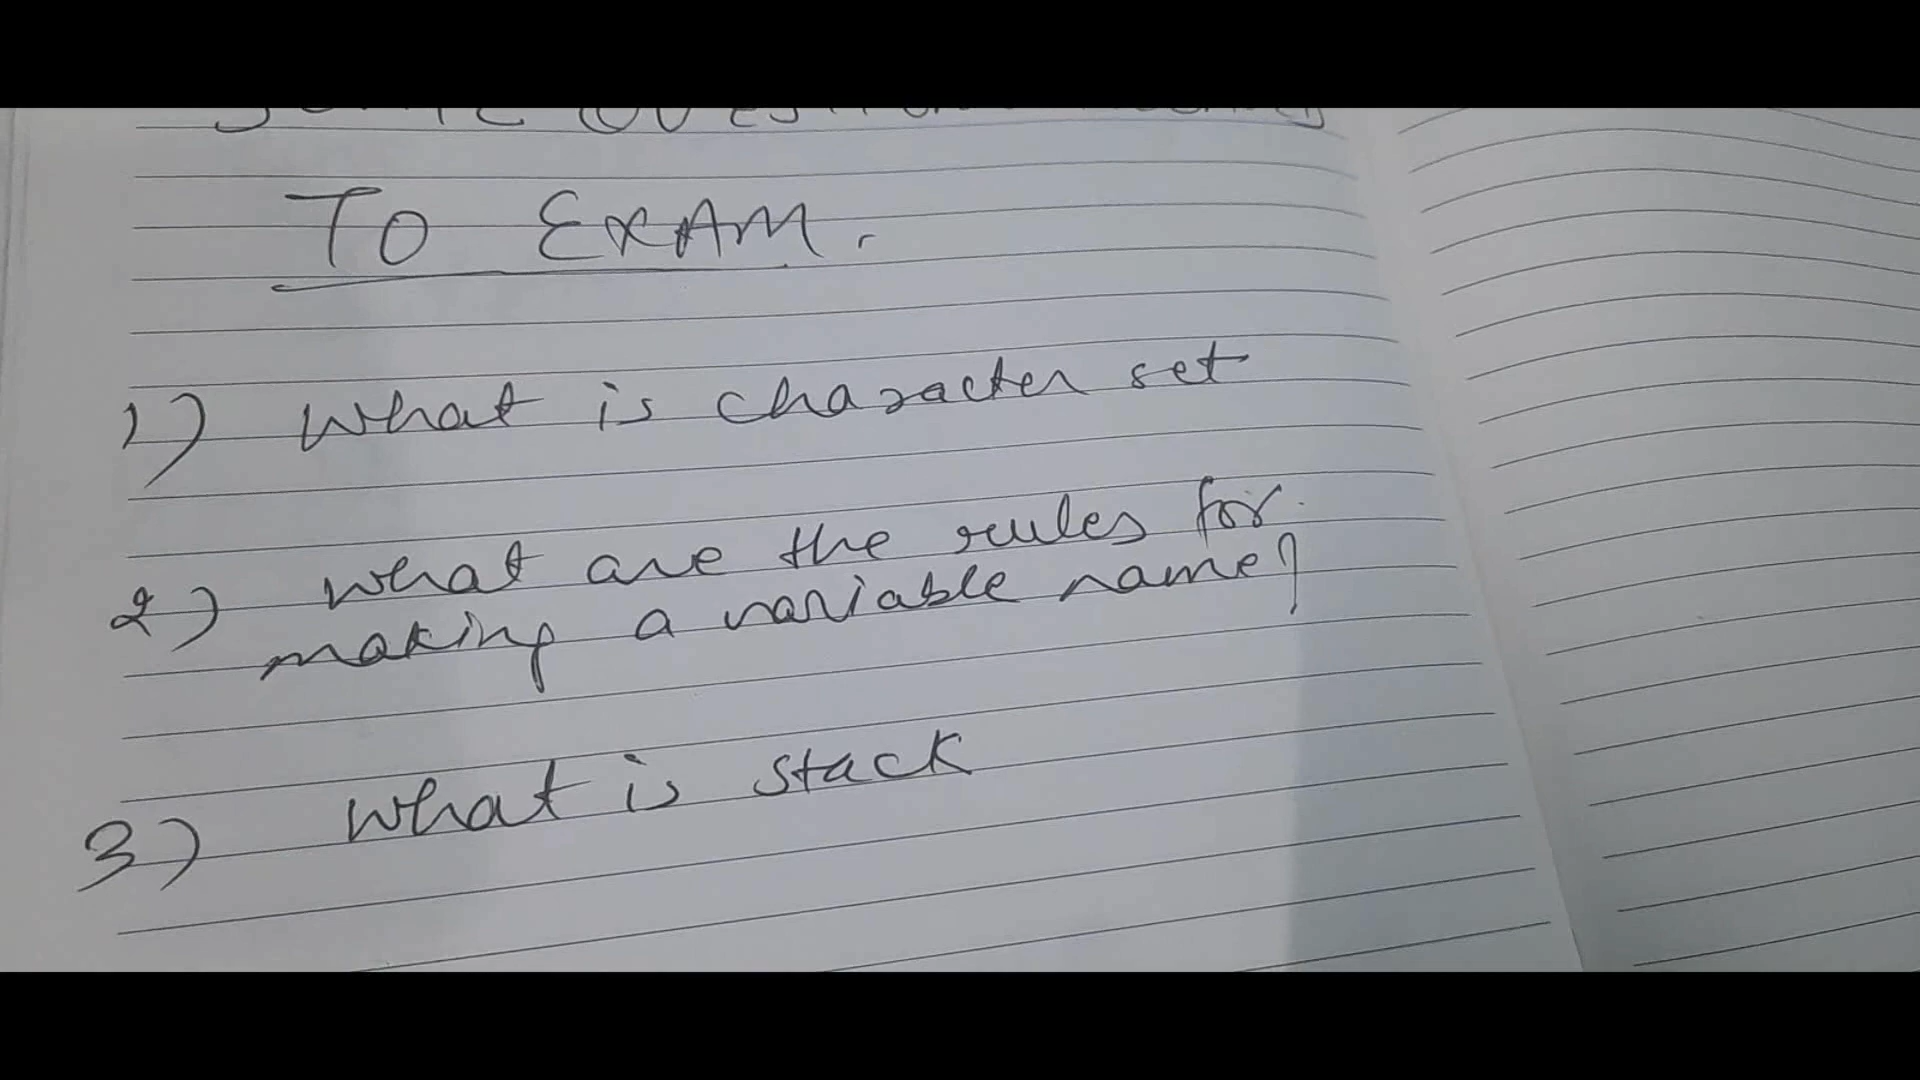 TO EXAM.
1) What is character set
2) What are the rules for
making a variable name?
3) What is stack